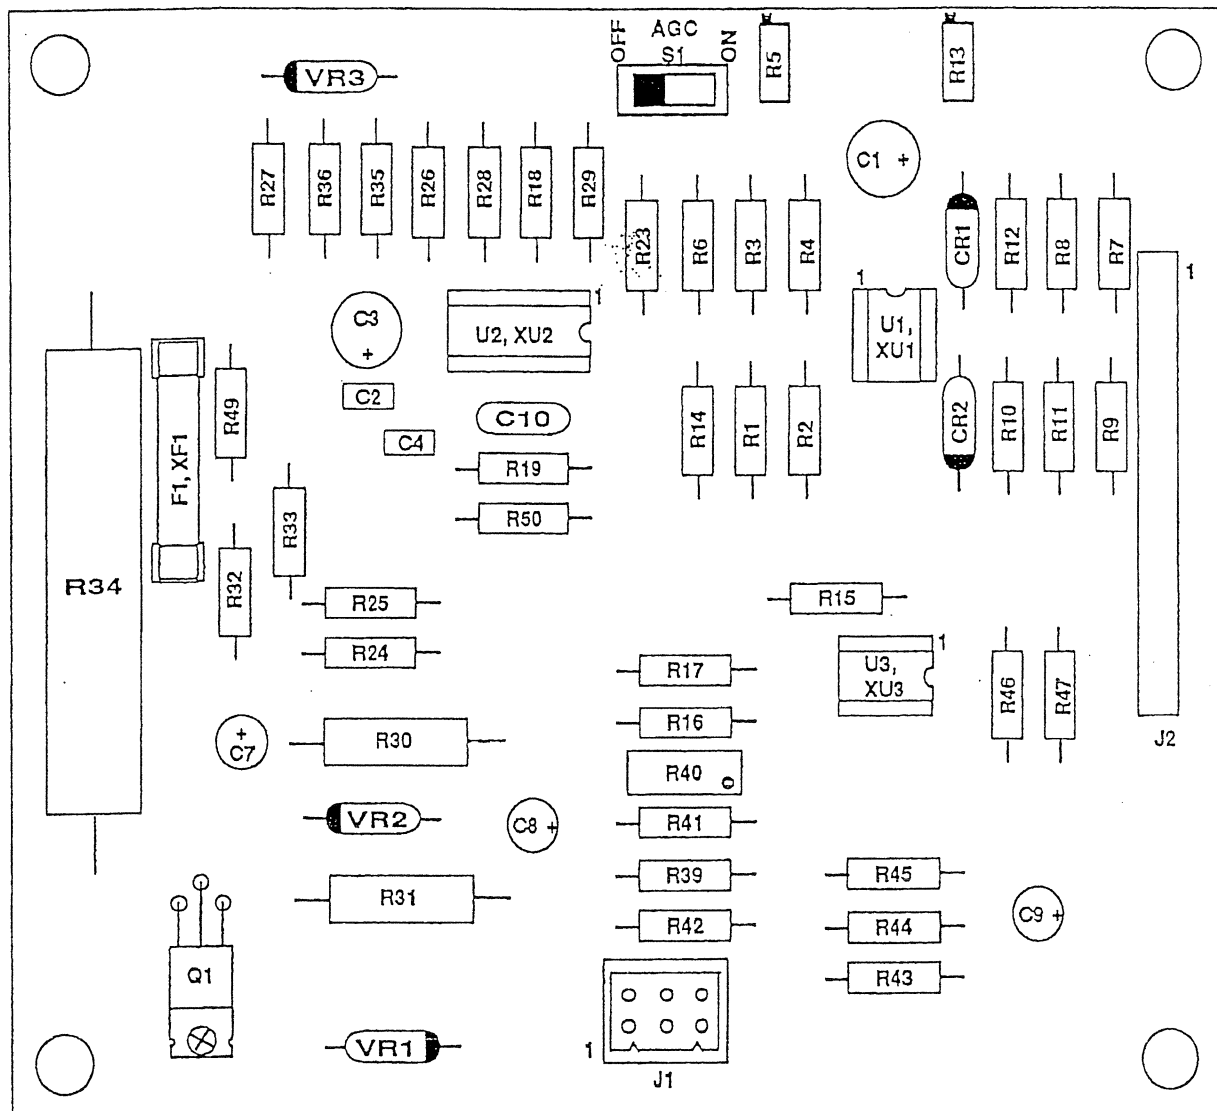 OFF AGC ON
S1
R5
R13
VR3
C1 +
R27
R36
R35
R26
R28
R18
R29
R23
R6
R3
R4
CR1
R12
R8
R7
1
C3
+
U2, XU2
1
1
U1,
XU1
C2
C4
C10
R19
R50
R49
F1, XF1
R33
R32
R34
R14
R1
R2
CR2
R10
R11
R9
R25
R24
R15
R17
U3,
XU3
1
R46
R47
J2
+
C7
R30
R16
R40
VR2
C8 +
R41
R31
R39
R45
R42
R44
C9 +
Q1
R43
VR1
1
J1